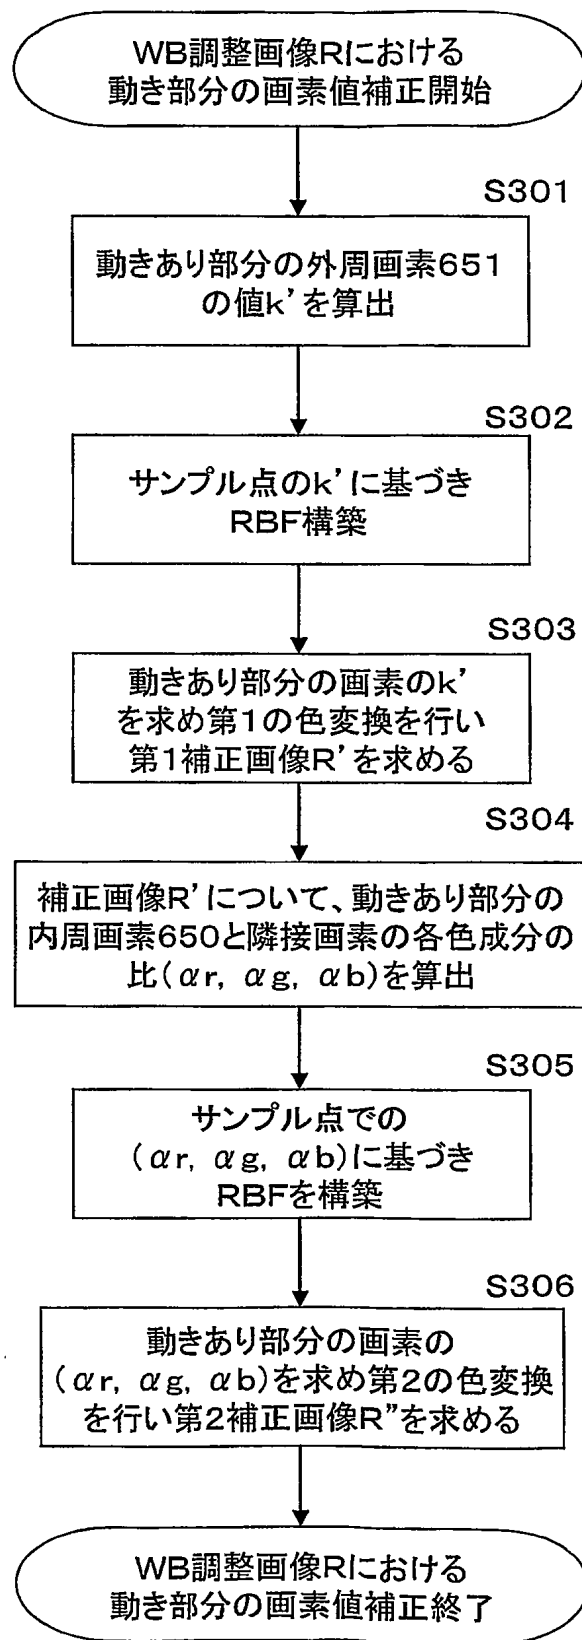 WB調整画像Rにおける
動き部分の画素値補正開始
S301
動きあり部分の外周画素651
の値k’を算出
S302
サンプル点のk’に基づき
RBF構築
S303
動きあり部分の画素のk’
を求め第1の色変換を行い
第1補正画像R’を求める
S304
補正画像R’について、動きあり部分の
内周画素650と隣接画素の各色成分の
比(αr, αg, αb)を算出
S305
サンプル点での
(αr, αg, αb)に基づき
RBFを構築
S306
動きあり部分の画素の
(αr, αg, αb)を求め第2の色変換
を行い第2補正画像R”を求める
WB調整画像Rにおける
動き部分の画素値補正終了